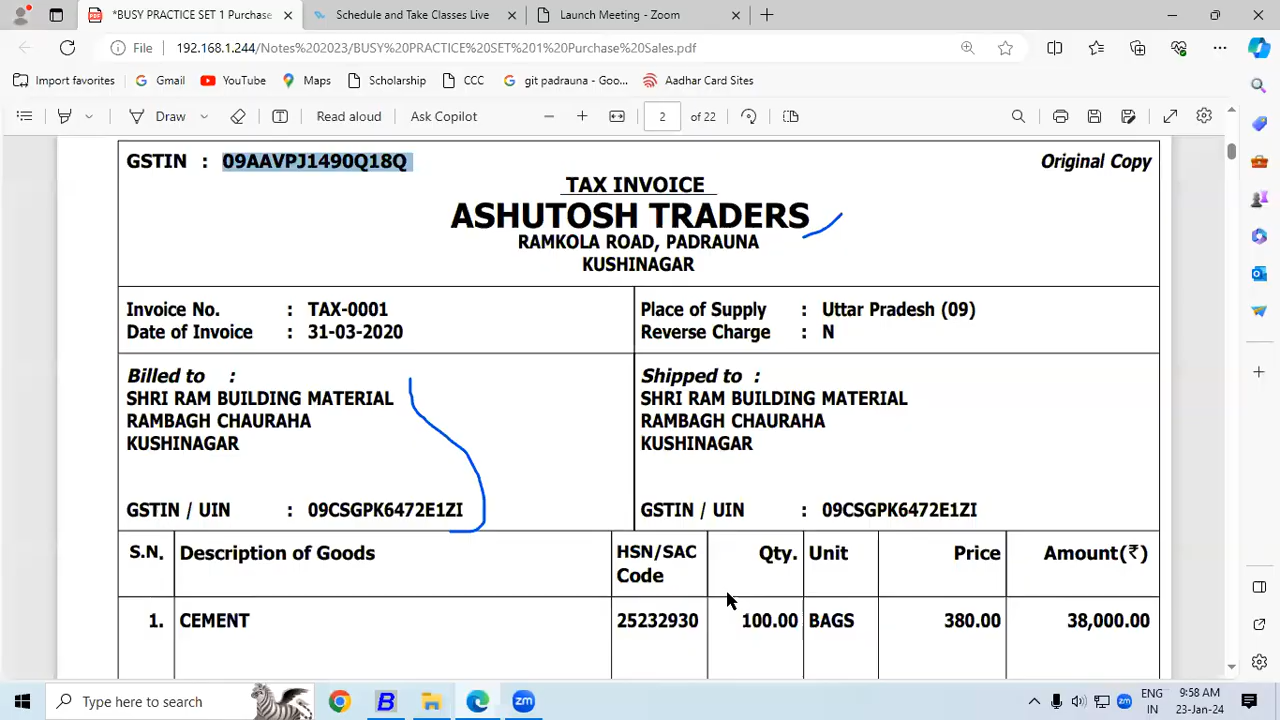 *BUSY PRACTICE SET 1 Purchase
Schedule and Take Classes Live
Launch Meeting - Zoom
File 192.168.1.244/Notes%202023/BUSY%20PRACTICE%20SET%201%20Purchase%20Sales.pdf
Import favorites Gmail YouTube Maps Scholarship CCC git padrauna - Goo... Aadhar Card Sites
Draw Read aloud Ask Copilot 2 of 22
GSTIN : 09AAVPJ1490Q18Q Original Copy
TAX INVOICE
ASHUTOSH TRADERS
RAMKOLA ROAD, PADRAUNA
KUSHINAGAR
Invoice No. : TAX-0001 Place of Supply : Uttar Pradesh (09)
Date of Invoice : 31-03-2020 Reverse Charge : N
Billed to : Shipped to :
SHRI RAM BUILDING MATERIAL SHRI RAM BUILDING MATERIAL
RAMBAGH CHAURAHA RAMBAGH CHAURAHA
KUSHINAGAR KUSHINAGAR
GSTIN / UIN : 09CSGPK6472E1ZI GSTIN / UIN : 09CSGPK6472E1ZI
S.N. Description of Goods HSN/SAC Code Qty. Unit Price Amount(₹)
1. CEMENT 25232930 100.00 BAGS 380.00 38,000.00
Type here to search
ENG 9:58 AM
IN 23-Jan-24